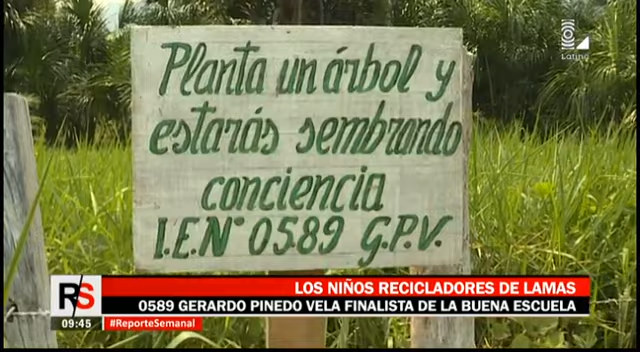 Latina
Planta un árbol y
estarás sembrando
conciencia
I.E.N° 0589 G.P.V.
LOS NIÑOS RECICLADORES DE LAMAS
R/S
0589 GERARDO PINEDO VELA FINALISTA DE LA BUENA ESCUELA
09:45
#ReporteSemanal